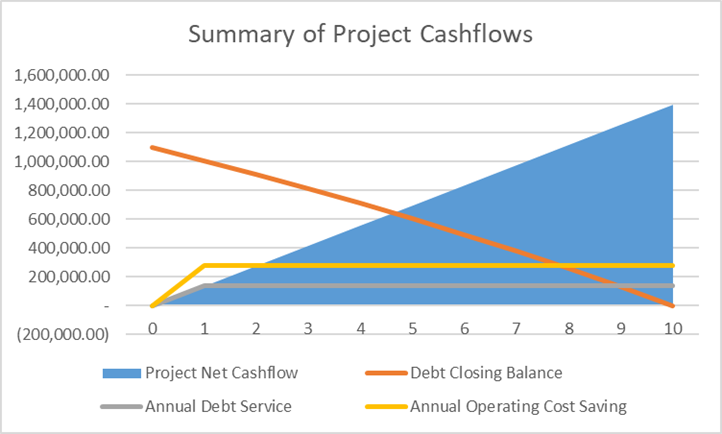 Summary of Project Cashflows
1,600,000.00
1,400,000.00
1,200,000.00
1,000,000.00
800,000.00
600,000.00
400,000.00
200,000.00
-
(200,000.00)
0 1 2 3 4 5 6 7 8 9 10
Project Net Cashflow Debt Closing Balance
Annual Debt Service Annual Operating Cost Saving